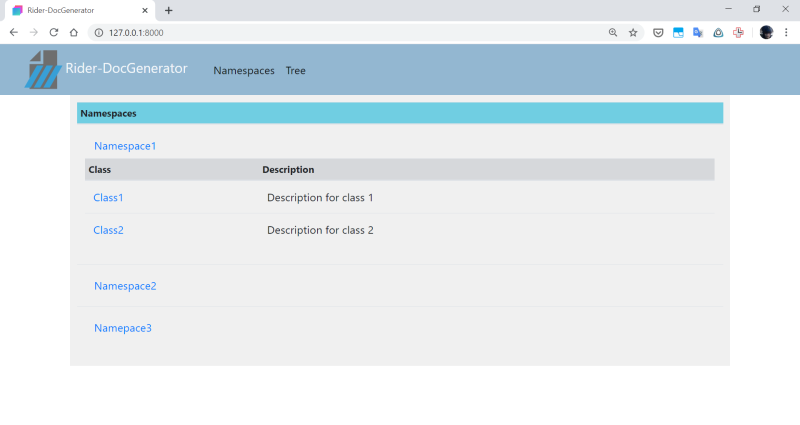 Rider-DocGenerator
127.0.0.1:8000
Rider-DocGenerator Namespaces Tree
Namespaces
Namespace1
Class Description
Class1 Description for class 1
Class2 Description for class 2
Namespace2
Namepace3